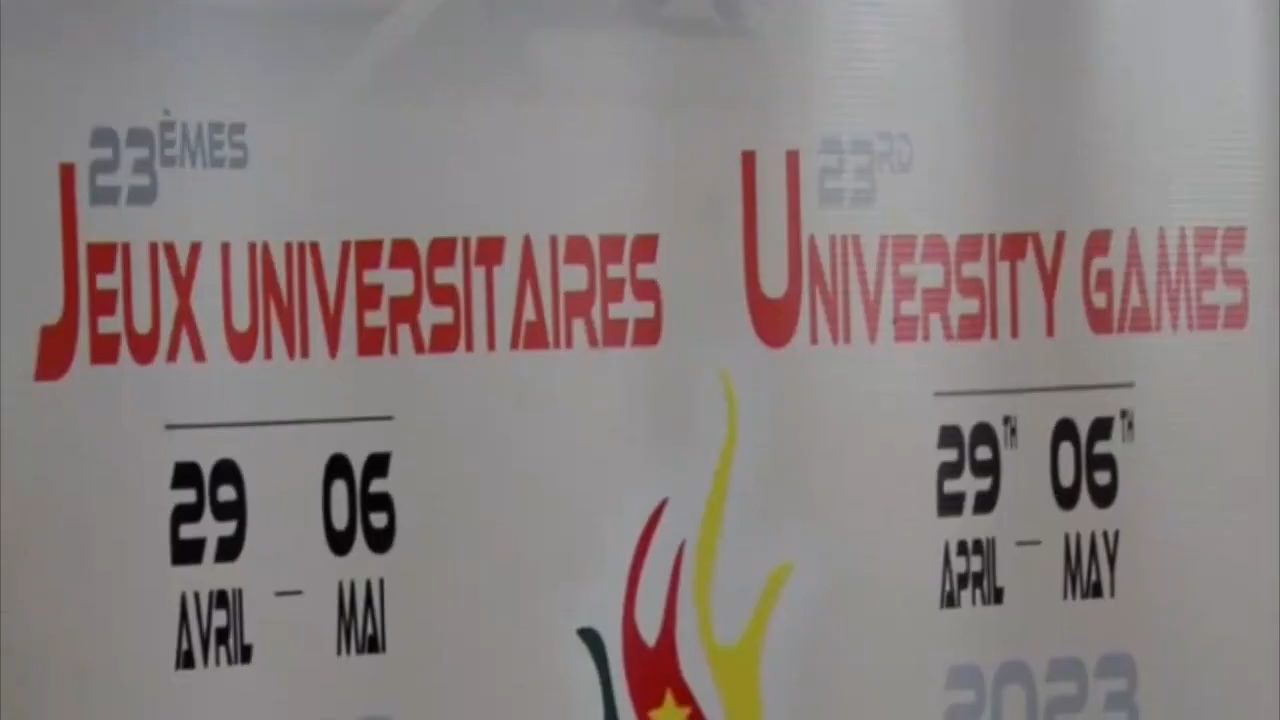 23ÈMES
JEUX UNIVERSITAIRES
29 06
AVRIL – MAI
23RD
UNIVERSITY GAMES
29TH 06TH
APRIL – MAY
2023